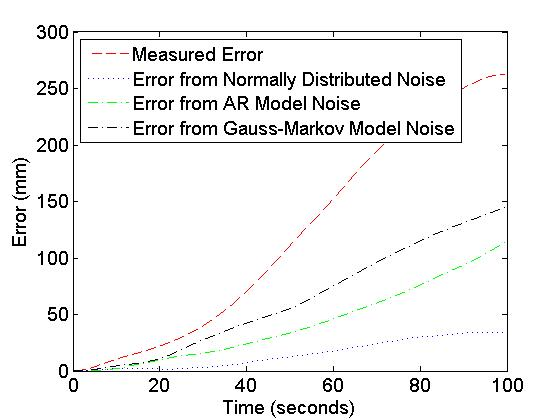 300
250
200
150
100
50
0
Error (mm)
Measured Error
Error from Normally Distributed Noise
Error from AR Model Noise
Error from Gauss-Markov Model Noise
0 20 40 60 80 100
Time (seconds)